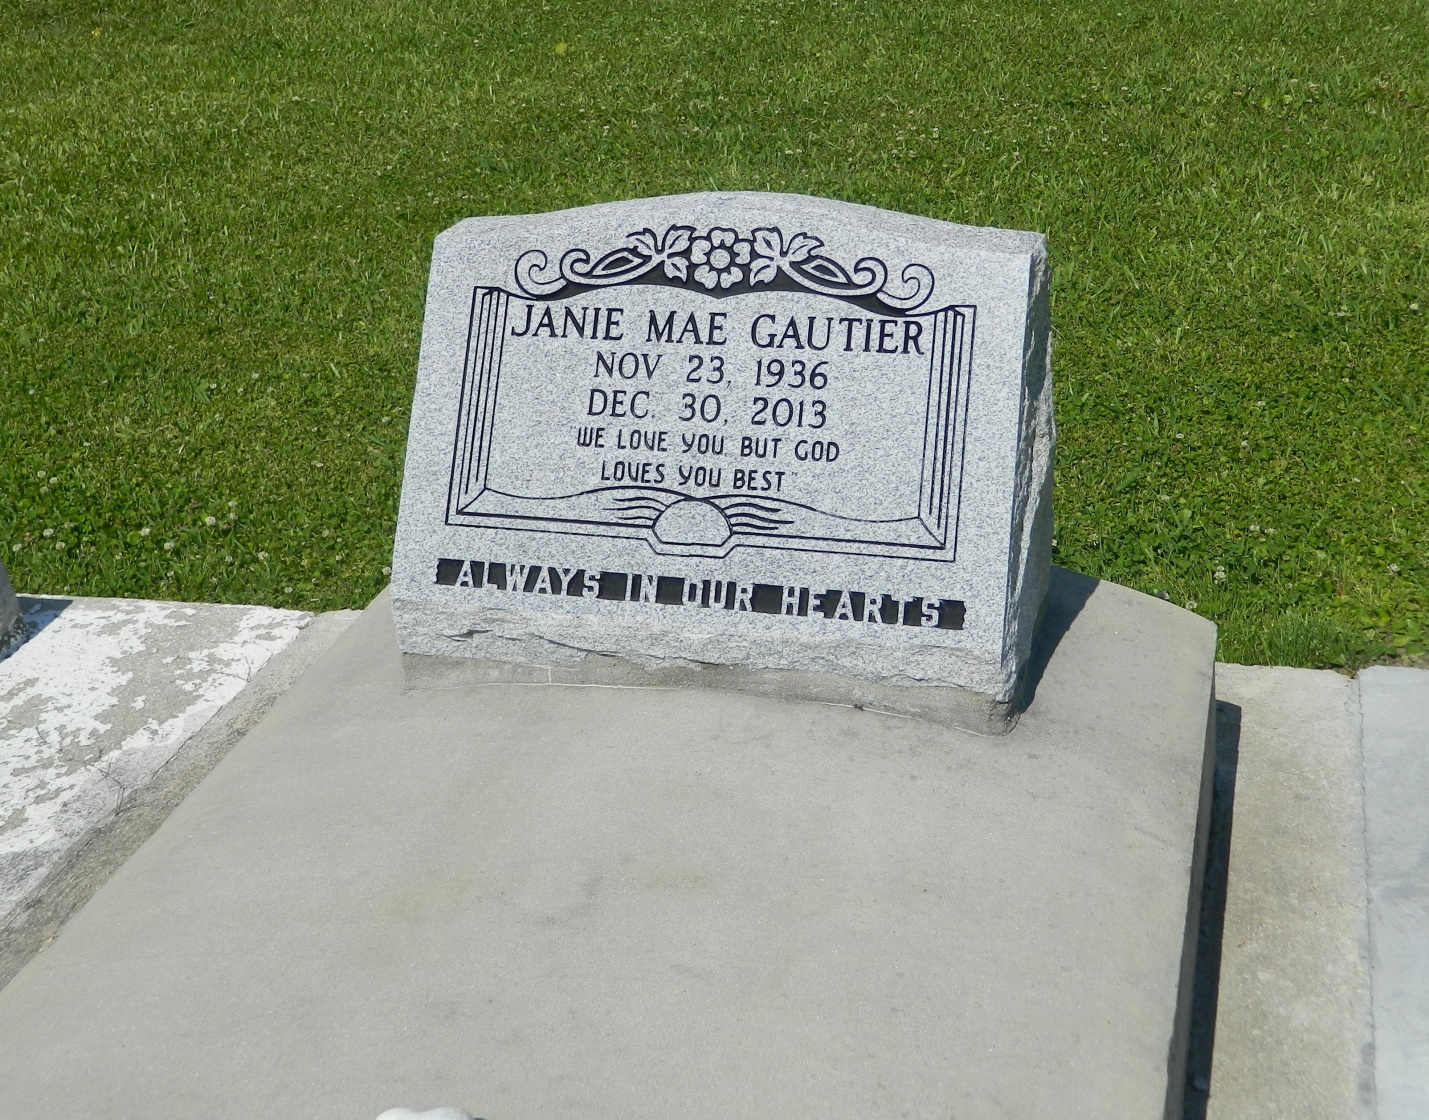 JANIE MAE GAUTIER
NOV 23, 1936
DEC. 30, 2013
"WE LOVE YOU BUT GOD
LOVES YOU BEST"
ALWAYS IN OUR HEARTS